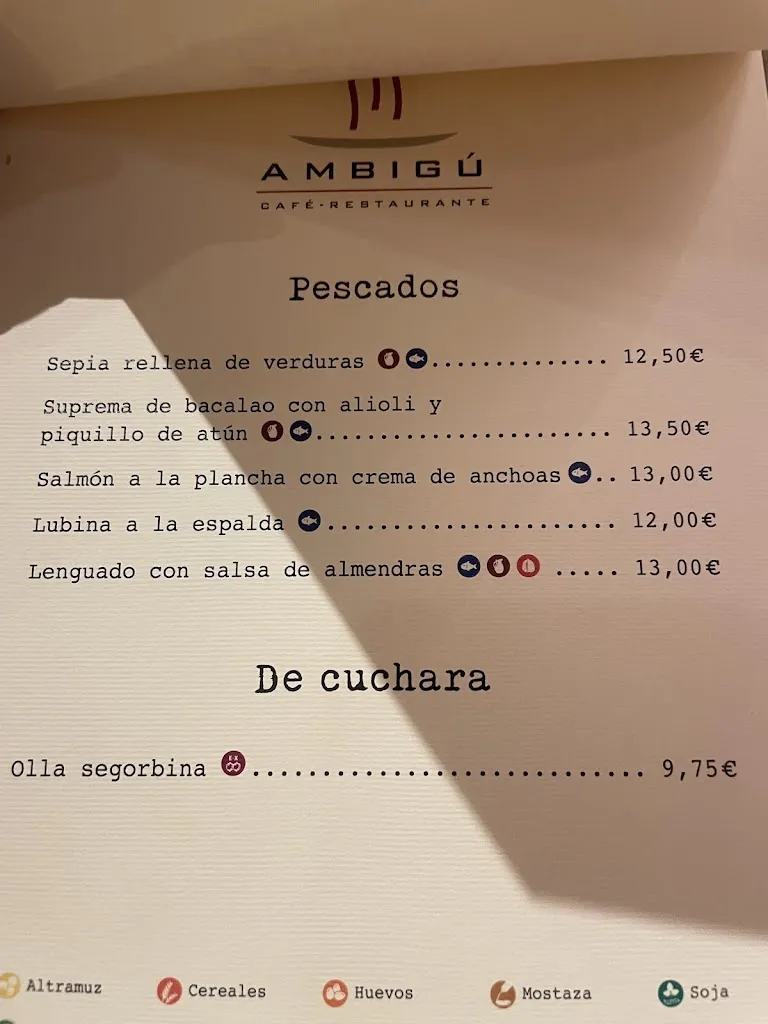 AMBIGÚ
CAFÉ-RESTAURANTE
Pescados
Sepia rellena de verduras .............. 12,50€
Suprema de bacalao con alioli y
piquillo de atún ...................... 13,50€
Salmón a la plancha con crema de anchoas .. 13,00€
Lubina a la espalda ..................... 12,00€
Lenguado con salsa de almendras ..... 13,00€
De cuchara
Olla segorbina ............................ 9,75€
Altramuz Cereales Huevos Mostaza Soja